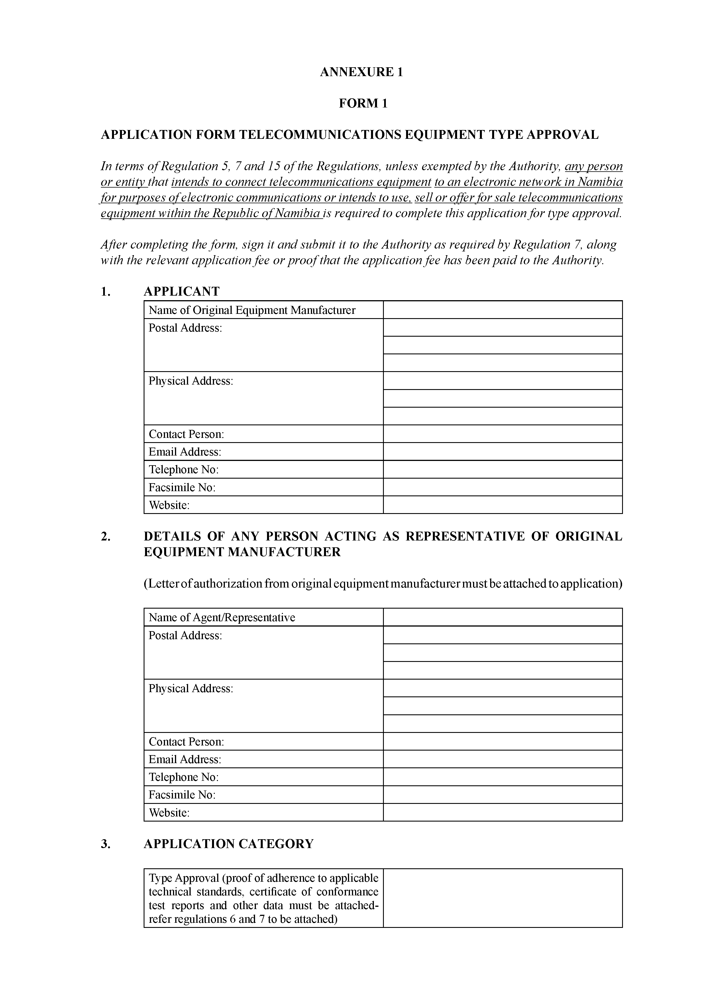 ANNEXURE 1
FORM 1
APPLICATION FORM TELECOMMUNICATIONS EQUIPMENT TYPE APPROVAL
In terms of Regulation 5, 7 and 15 of the Regulations, unless exempted by the Authority, any person
or entity that intends to connect telecommunications equipment to an electronic network in Namibia
for purposes of electronic communications or intends to use, sell or offer for sale telecommunications
equipment within the Republic of Namibia is required to complete this application for type approval.
After completing the form, sign it and submit it to the Authority as required by Regulation 7, along
with the relevant application fee or proof that the application fee has been paid to the Authority.
1. APPLICANT
Name of Original Equipment Manufacturer
Postal Address:
Physical Address:
Contact Person:
Email Address:
Telephone No:
Facsimile No:
Website:
2. DETAILS OF ANY PERSON ACTING AS REPRESENTATIVE OF ORIGINAL
EQUIPMENT MANUFACTURER
(Letter of authorization from original equipment manufacturer must be attached to application)
Name of Agent/Representative
Postal Address:
Physical Address:
Contact Person:
Email Address:
Telephone No:
Facsimile No:
Website:
3. APPLICATION CATEGORY
Type Approval (proof of adherence to applicable
technical standards, certificate of conformance
test reports and other data must be attached-
refer regulations 6 and 7 to be attached)